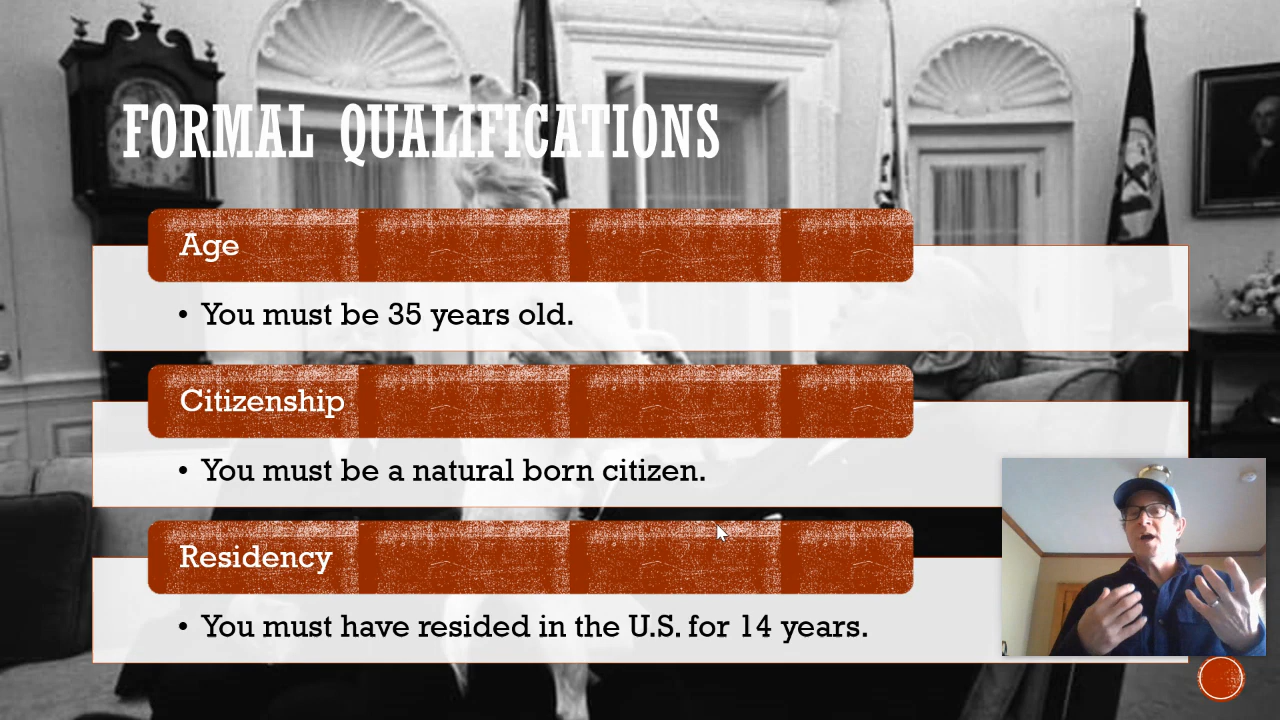 FORMAL QUALIFICATIONS
Age
• You must be 35 years old.
Citizenship
• You must be a natural born citizen.
Residency
• You must have resided in the U.S. for 14 years.